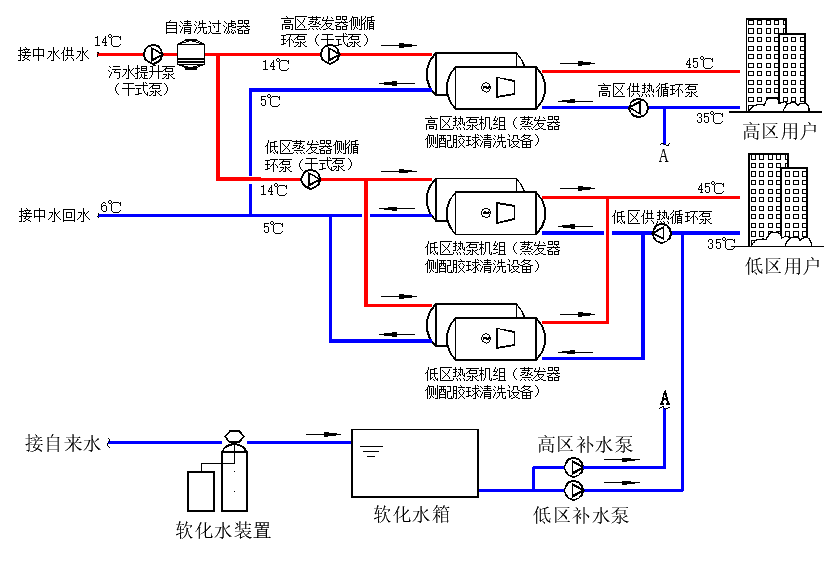 自清洗过滤器
高区蒸发器侧循
环泵（干式泵）
14℃
接中水供水
污水提升泵
（干式泵）
14℃
45℃
5℃
高区供热循环泵
35℃
高区热泵机组（蒸发器
侧配胶球清洗设备）
高区用户
A
低区蒸发器侧循
环泵（干式泵）
14℃
45℃
6℃
接中水回水
5℃
低区供热循环泵
35℃
低区热泵机组（蒸发器
侧配胶球清洗设备）
低区用户
低区热泵机组（蒸发器
侧配胶球清洗设备）
A
接自来水
高区补水泵
软化水装置
软化水箱
低区补水泵